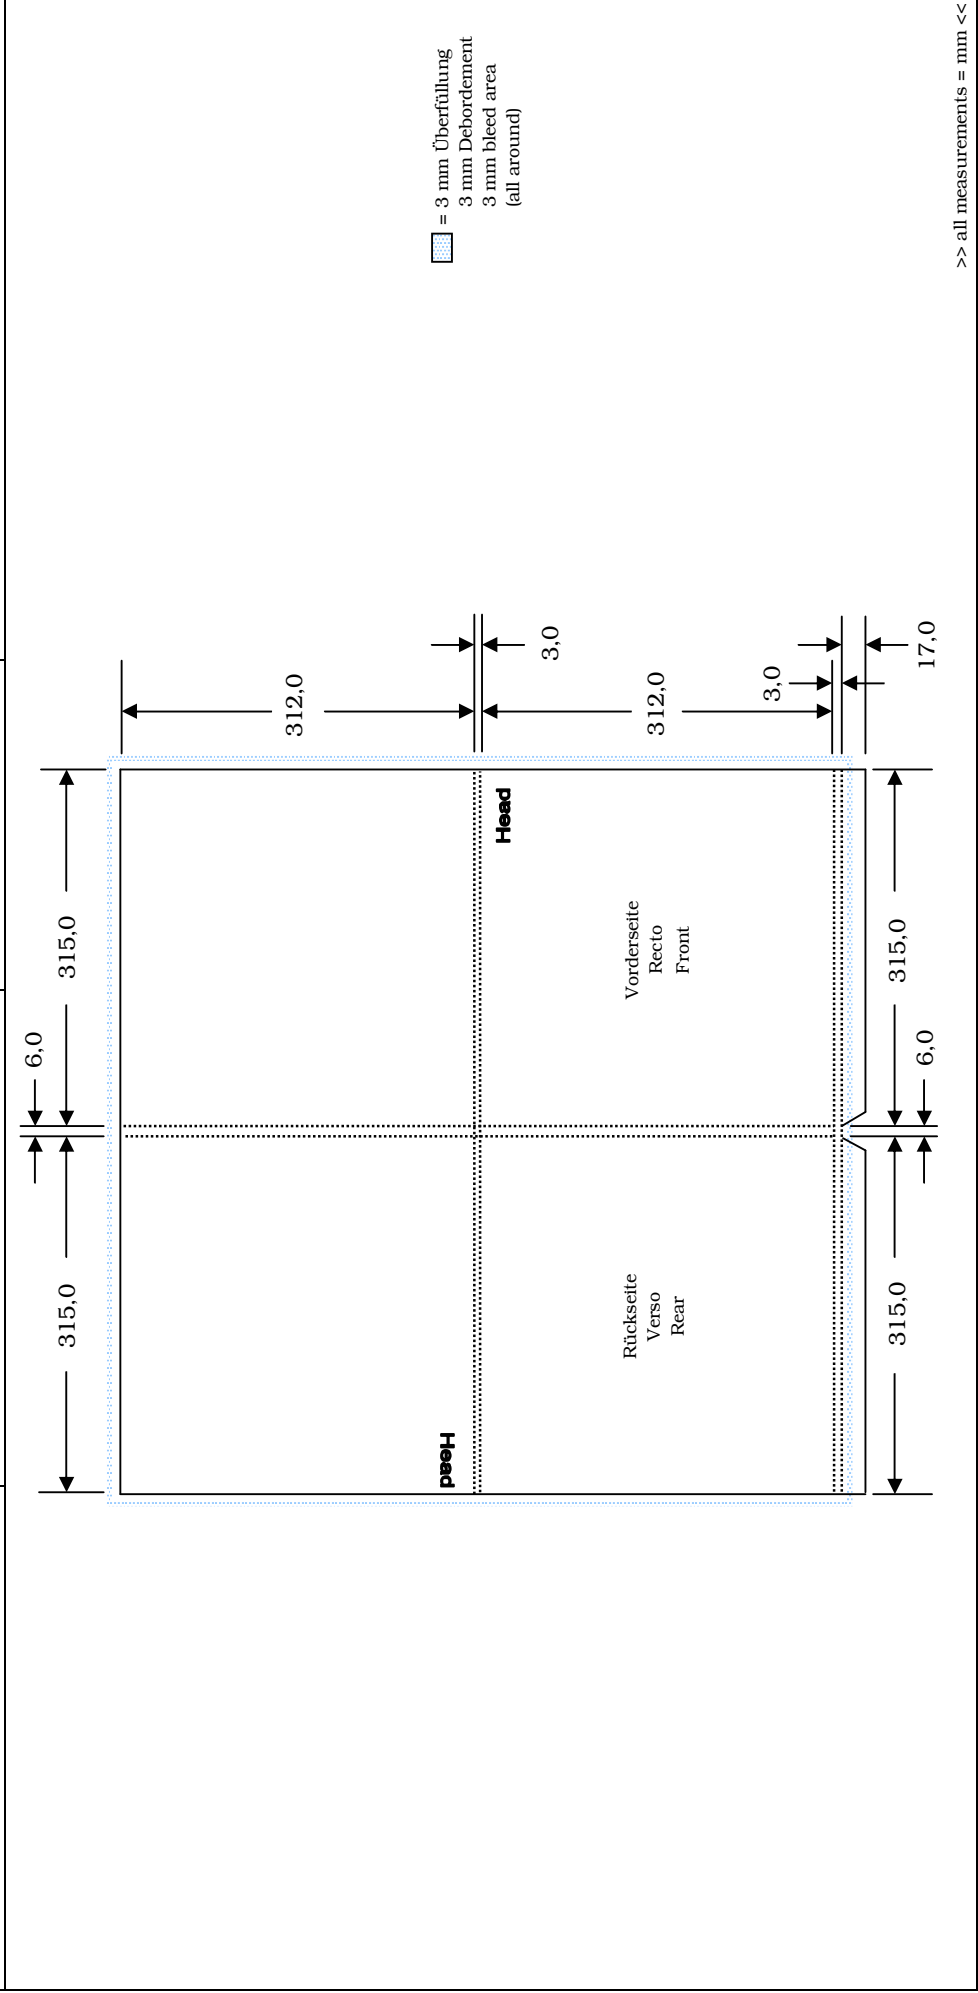 = 3 mm Überfüllung
3 mm Debordement
3 mm bleed area
(all around)
>> all measurements = mm <<
6,0
315,0
315,0
312,0
3,0
312,0
3,0
17,0
Head
Head
Vorderseite
Recto
Front
Rückseite
Verso
Rear
315,0
315,0
6,0